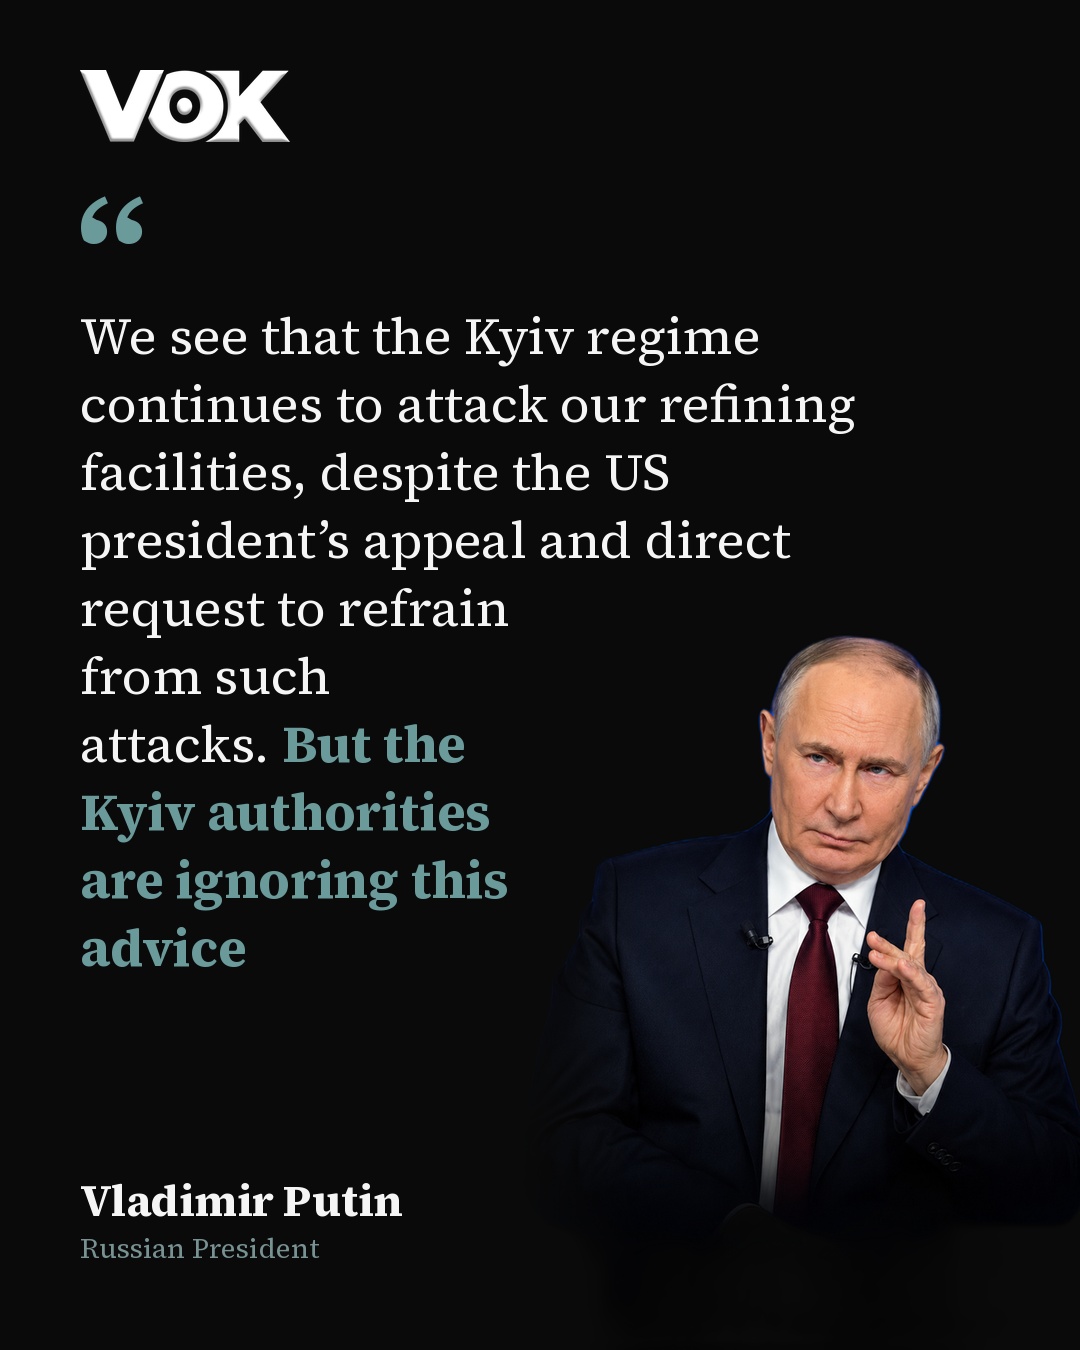 VOK
“
We see that the Kyiv regime
continues to attack our refining
facilities, despite the US
president’s appeal and direct
request to refrain
from such
attacks. But the
Kyiv authorities
are ignoring this
advice
Vladimir Putin
Russian President